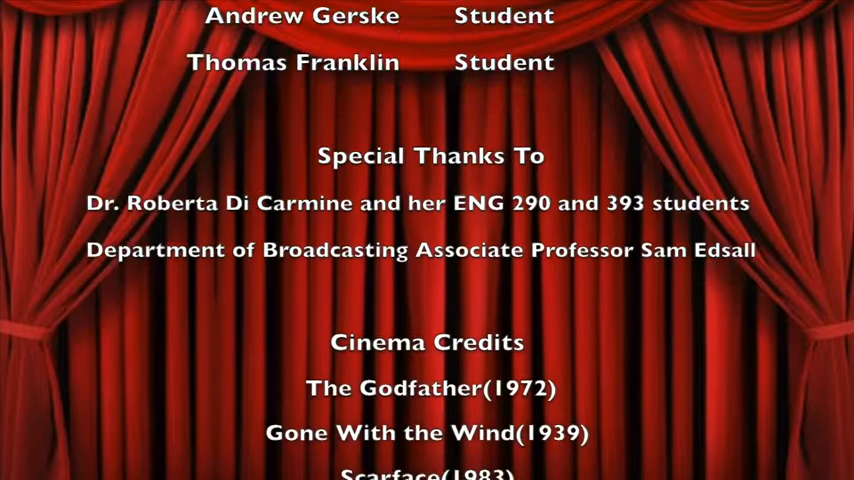 Andrew Gerske Student
Thomas Franklin Student
Special Thanks To
Dr. Roberta Di Carmine and her ENG 290 and 393 students
Department of Broadcasting Associate Professor Sam Edsall
Cinema Credits
The Godfather(1972)
Gone With the Wind(1939)
Scarface(1983)